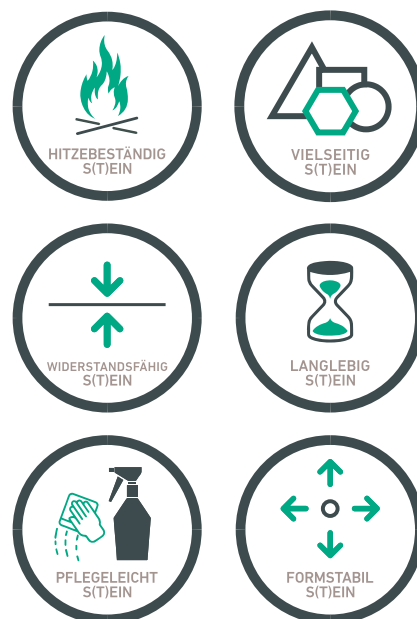 HITZEBESTÄNDIG
S(T)EIN
VIELSEITIG
S(T)EIN
WIDERSTANDSFÄHIG
S(T)EIN
LANGLEBIG
S(T)EIN
PFLEGELEICHT
S(T)EIN
FORMSTABIL
S(T)EIN